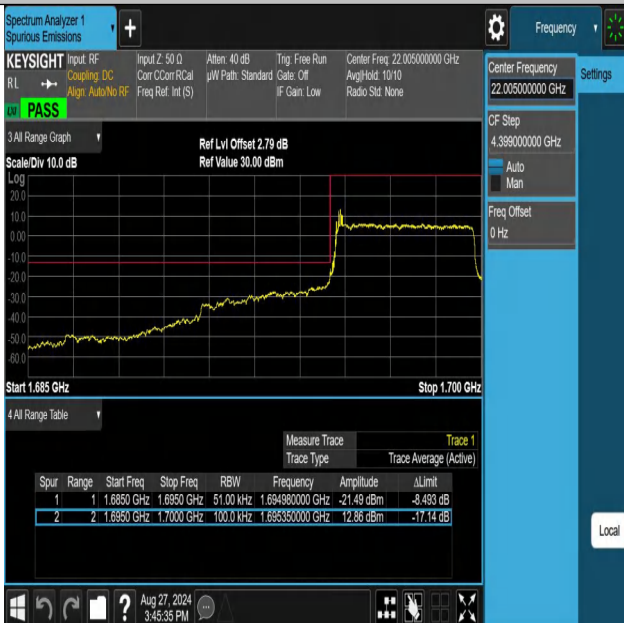 Spectrum Analyzer 1
Spurious Emissions
Frequency
KEYSIGHT
RL
Input: RF
Coupling: DC
Align: Auto/No RF
Input Z: 50 Ω
Corr CCorr RCal
Freq Ref: Int (S)
Atten: 40 dB
µW Path: Standard
Trig: Free Run
Gate: Off
IF Gain: Low
Center Freq: 22.005000000 GHz
Avg|Hold: 10/10
Radio Std: None
PASS
3 All Range Graph
Scale/Div 10.0 dB
Ref Lvl Offset 2.79 dB
Ref Value 30.00 dBm
Log
20.0
10.0
0.00
-10.0
-20.0
-30.0
-40.0
-50.0
-60.0
Start 1.685 GHz
Stop 1.700 GHz
4 All Range Table
Measure Trace Trace 1
Trace Type Trace Average (Active)
Spur Range Start Freq Stop Freq RBW Frequency Amplitude ΔLimit
1 1 1.6850 GHz 1.6950 GHz 51.00 kHz 1.694980000 GHz -21.49 dBm -8.493 dB
2 2 1.6950 GHz 1.7000 GHz 100.0 kHz 1.695350000 GHz 12.86 dBm -17.14 dB
Center Frequency
22.005000000 GHz
Settings
CF Step
4.399000000 GHz
Auto
Man
Freq Offset
0 Hz
Local
Aug 27, 2024
3:45:35 PM